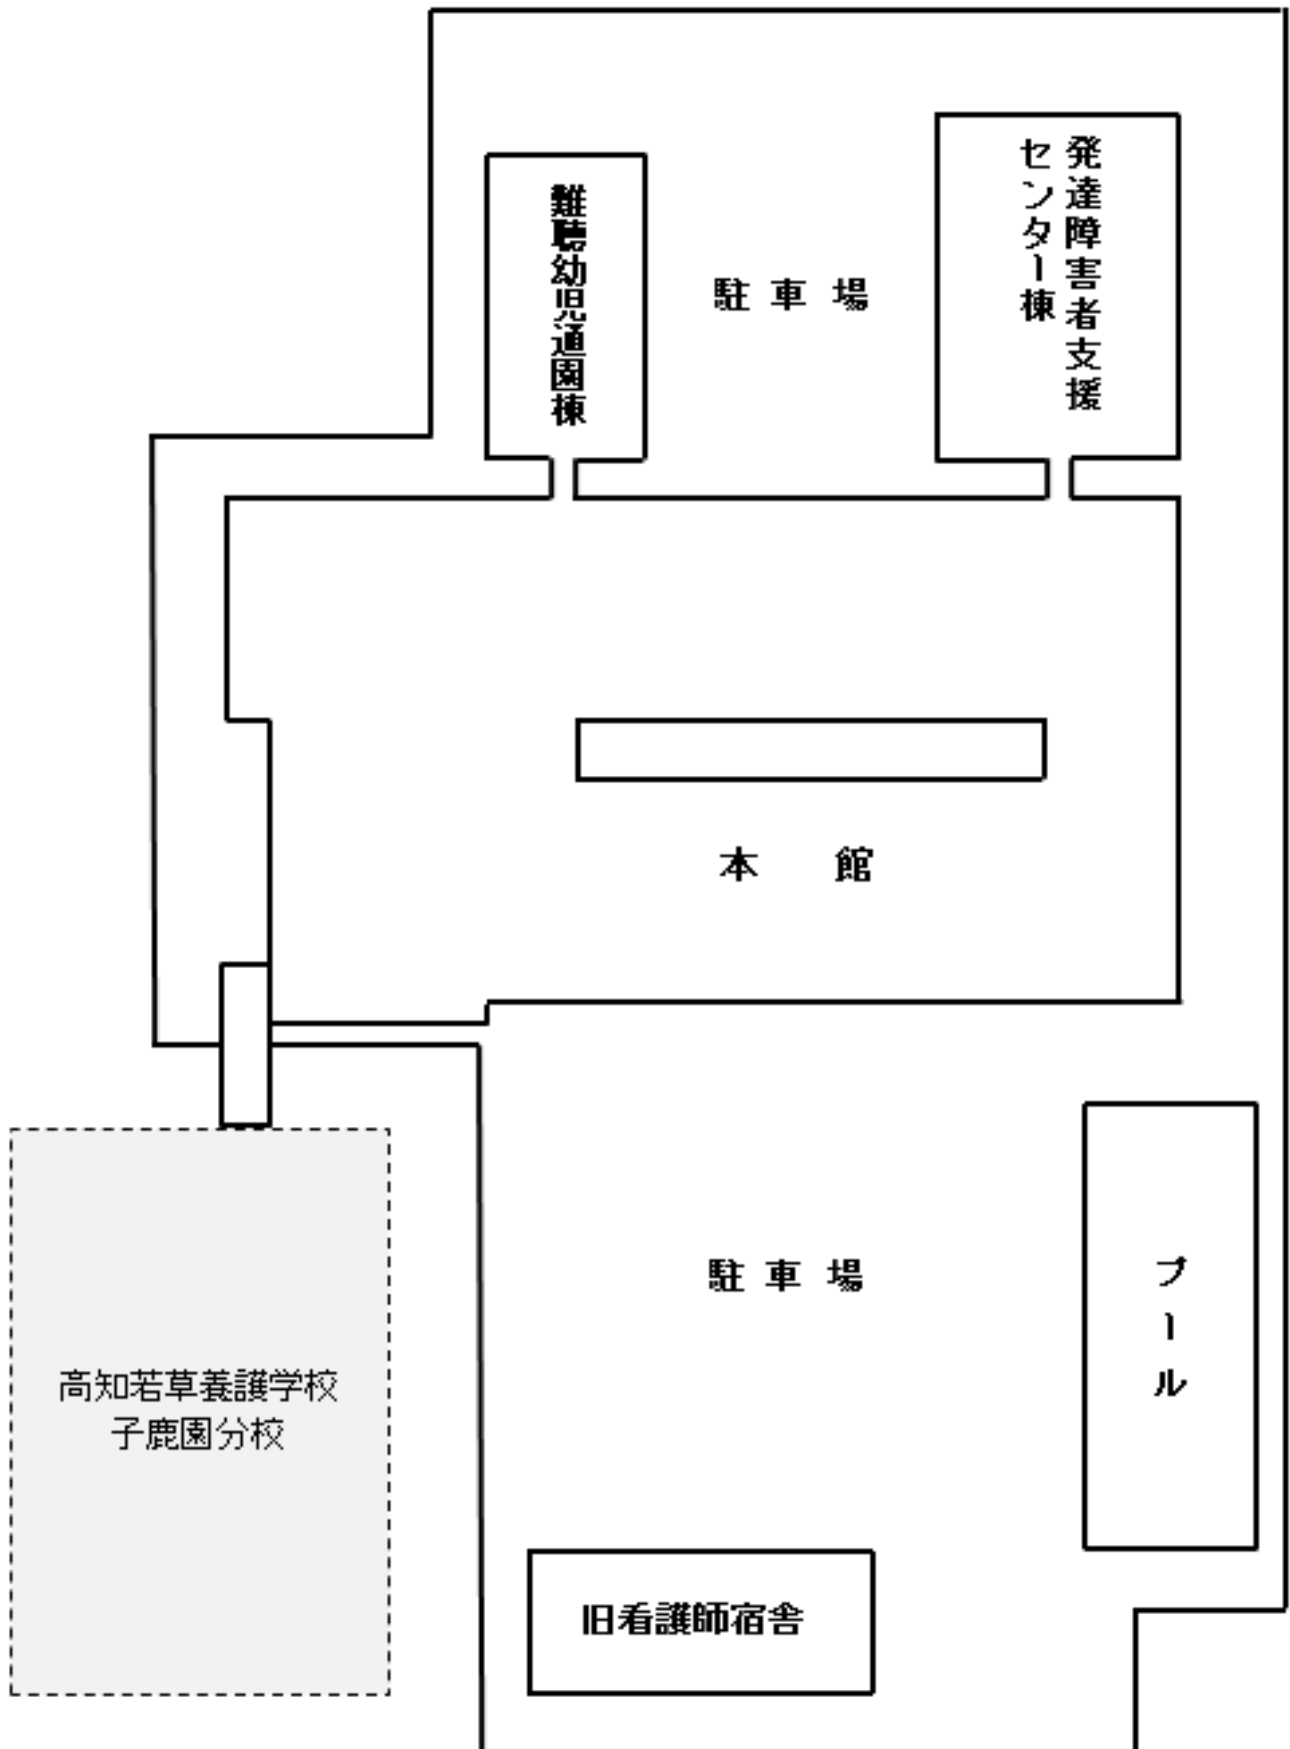 難聴幼児通園棟
駐車場
発達障害者支援
センター棟
本館
駐車場
プール
高知若草養護学校
子鹿園分校
旧看護師宿舎